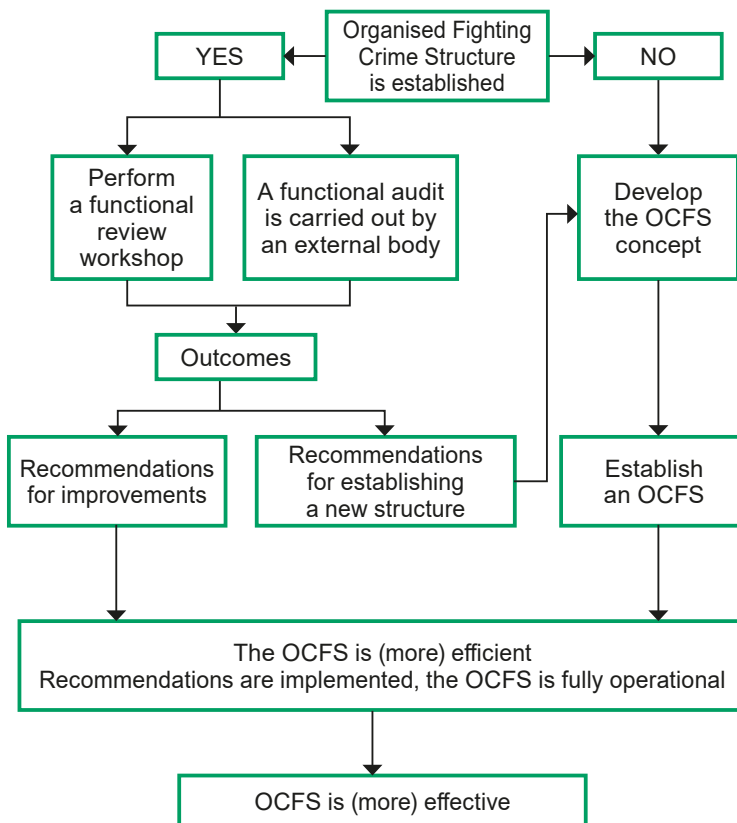 YES
Organised Fighting
Crime Structure
is established
NO
Perform
a functional
review
workshop
A functional audit
is carried out by
an external body
Develop
the OCFS
concept
Outcomes
Recommendations
for improvements
Recommendations
for establishing
a new structure
Establish
an OCFS
The OCFS is (more) efficient
Recommendations are implemented, the OCFS is fully operational
OCFS is (more) effective